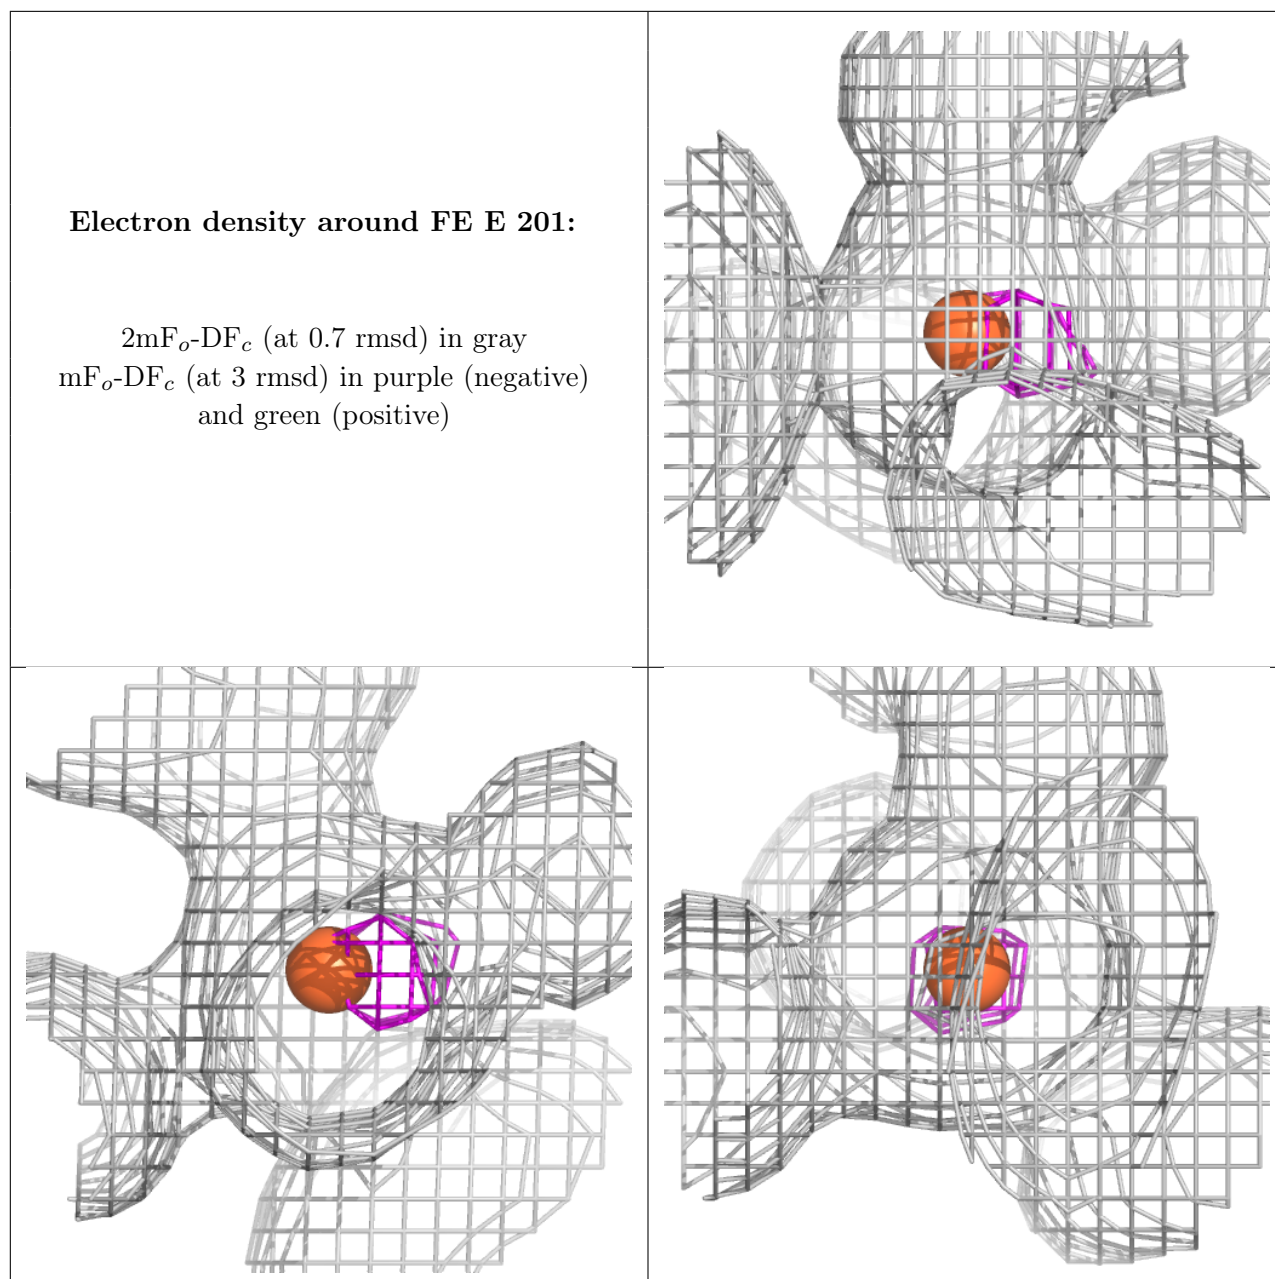 Electron density around FE E 201:
2mFo-DFc (at 0.7 rmsd) in gray
mFo-DFc (at 3 rmsd) in purple (negative)
and green (positive)